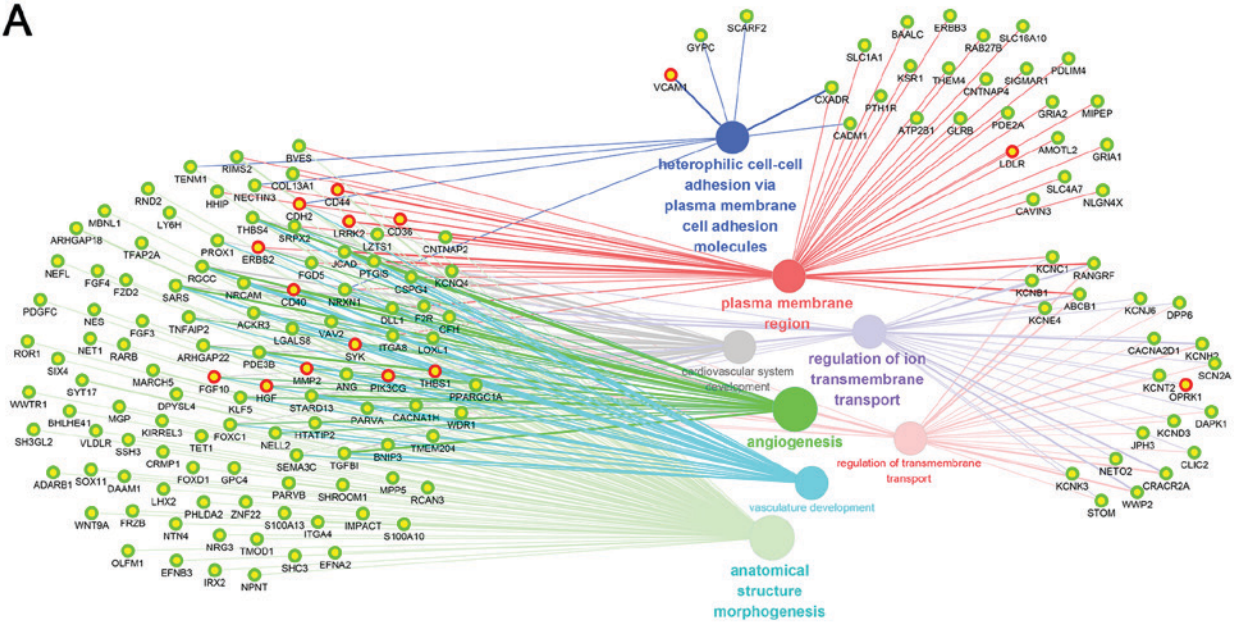 A
SCARF2
GYPC
VCAM1
BAALC
ERBB3
SLC1A1
RAB27B
SLC16A10
KSR1
THEM4
SIGMAR1
PDLIM4
CXADR
PTH1R
CNTNAP4
CADM1
ATP2B1
GLRB
PDE2A
GRIA2
MIPEP
LDLR
AMOTL2
GRIA1
SLC4A7
CAVIN3
NLGN4X
heterophilic cell-cell
adhesion via
plasma membrane
cell adhesion
molecules
BVES
RIMS2
TENM1
COL13A1
NECTIN3
CD44
RND2
HHIP
CDH2
MBNL1
LY6H
THBS4
SRPX2
LRRK2
CD36
ARHGAP18
TFAP2A
PROX1
ERBB2
LZTS1
CNTNAP2
JCAD
NEFL
FGF4
RGCC
FGD5
PTGIS
KCNQ4
FZD2
SARS
NRCAM
CD40
NRXN1
CSPG4
PDGFC
NES
FGF3
TNFAIP2
ACKR3
VAV2
DLL1
F2R
CFH
ROR1
NET1
RARB
ARHGAP22
LGALS8
SYK
ITGA8
LOXL1
SIX4
PDE3B
MARCH5
FGF10
HGF
MMP2
ANG
PIK3CG
THBS1
PPARGC1A
SYT17
WWTR1
DPYSL4
KLF5
STARD13
PARVA
CACNA1H
WDR1
BHLHE41
MGP
KIRREL3
FOXC1
HTATIP2
TMEM204
SH3GL2
VLDLR
SSH3
TET1
NELL2
BNIP3
CRMP1
SEMA3C
TGFBI
ADARB1
SOX11
DAAM1
FOXD1
GPC4
PARVB
SHROOM1
MPP5
RCAN3
LHX2
PHLDA2
ZNF22
WNT9A
FRZB
S100A13
IMPACT
S100A10
NTN4
ITGA4
NRG3
TMOD1
OLFM1
EFNB3
SHC3
EFNA2
IRX2
NPNT
plasma membrane
region
cardiovascular system
development
regulation of ion
transmembrane
transport
angiogenesis
regulation of transmembrane
transport
vasculature development
anatomical
structure
morphogenesis
KCNC1
RANGRF
KCNB1
ABCB1
KCNE4
KCNJ6
DPP6
CACNA2D1
KCNH2
SCN2A
KCNT2
OPRK1
KCND3
DAPK1
JPH3
CLIC2
NETO2
KCNK3
CRACR2A
WWP2
STOM